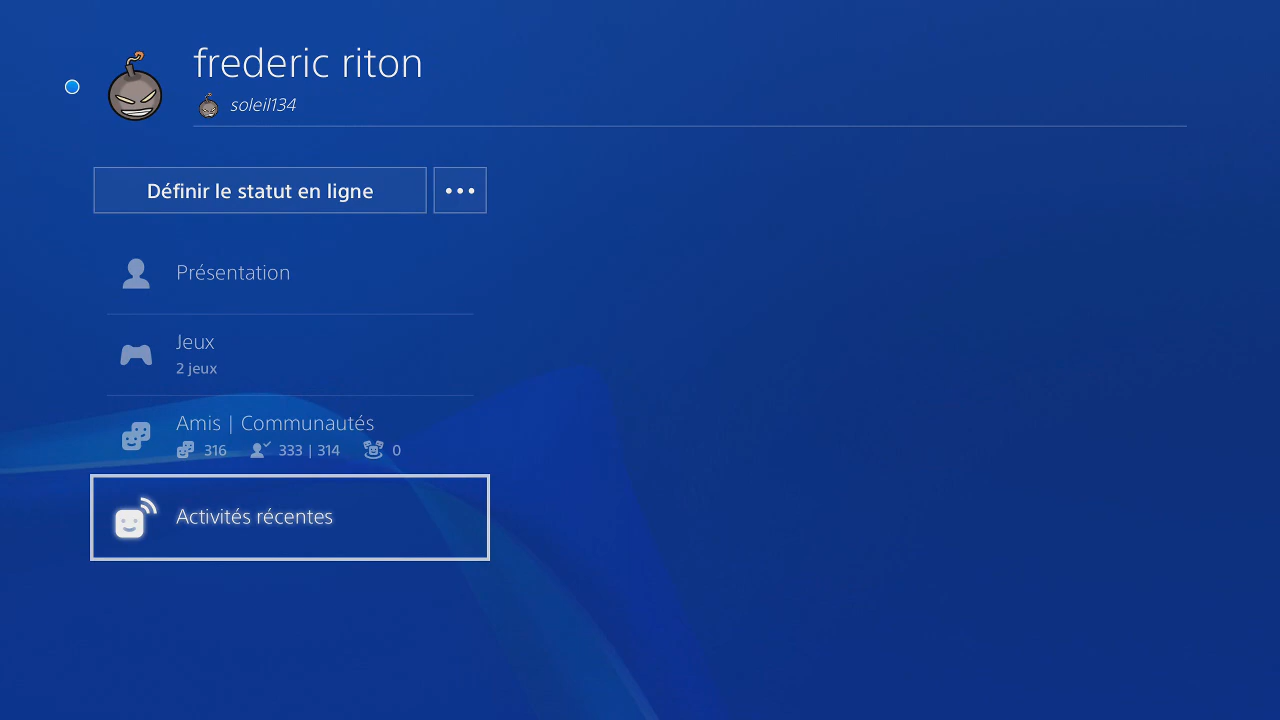 frederic riton
soleil134
Définir le statut en ligne
Présentation
Jeux
2 jeux
Amis | Communautés
316 333 | 314 0
Activités récentes